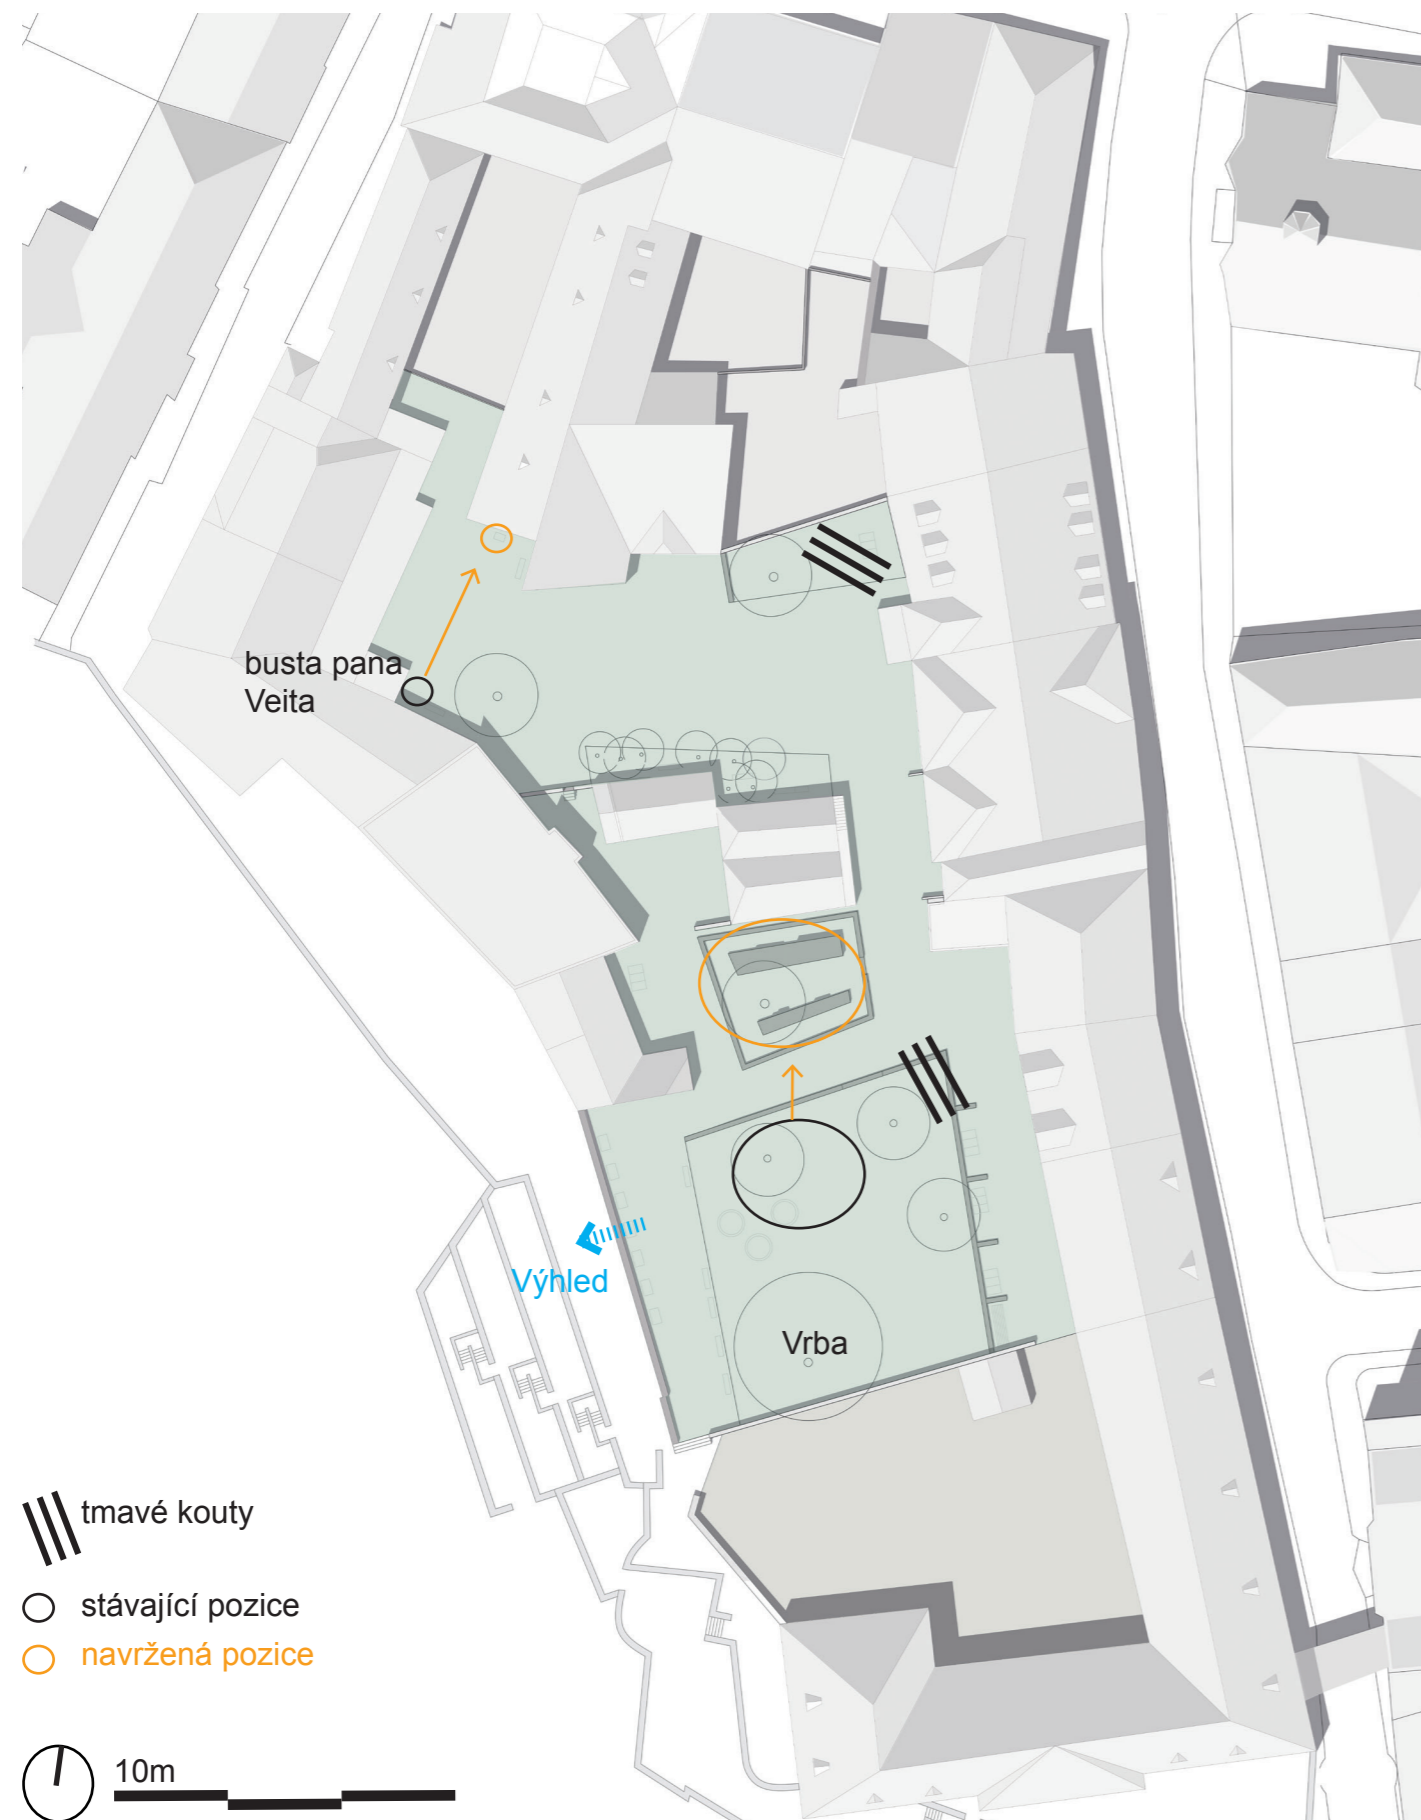 busta pana
Veita
Výhled
Vrba
tmavé kouty
stávající pozice
navržená pozice
10m